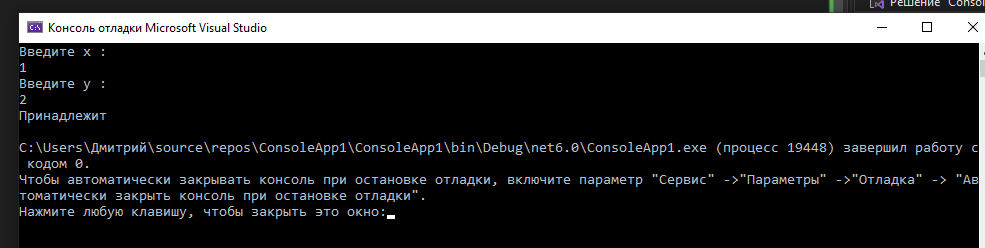 Решение "Consol
Консоль отладки Microsoft Visual Studio
Введите x :
1
Введите y :
2
Принадлежит
C:\Users\Дмитрий\source\repos\ConsoleApp1\ConsoleApp1\bin\Debug\net6.0\ConsoleApp1.exe (процесс 19448) завершил работу с
кодом 0.
Чтобы автоматически закрывать консоль при остановке отладки, включите параметр "Сервис" ->"Параметры" ->"Отладка" -> "Ав
томатически закрыть консоль при остановке отладки".
Нажмите любую клавишу, чтобы закрыть это окно: